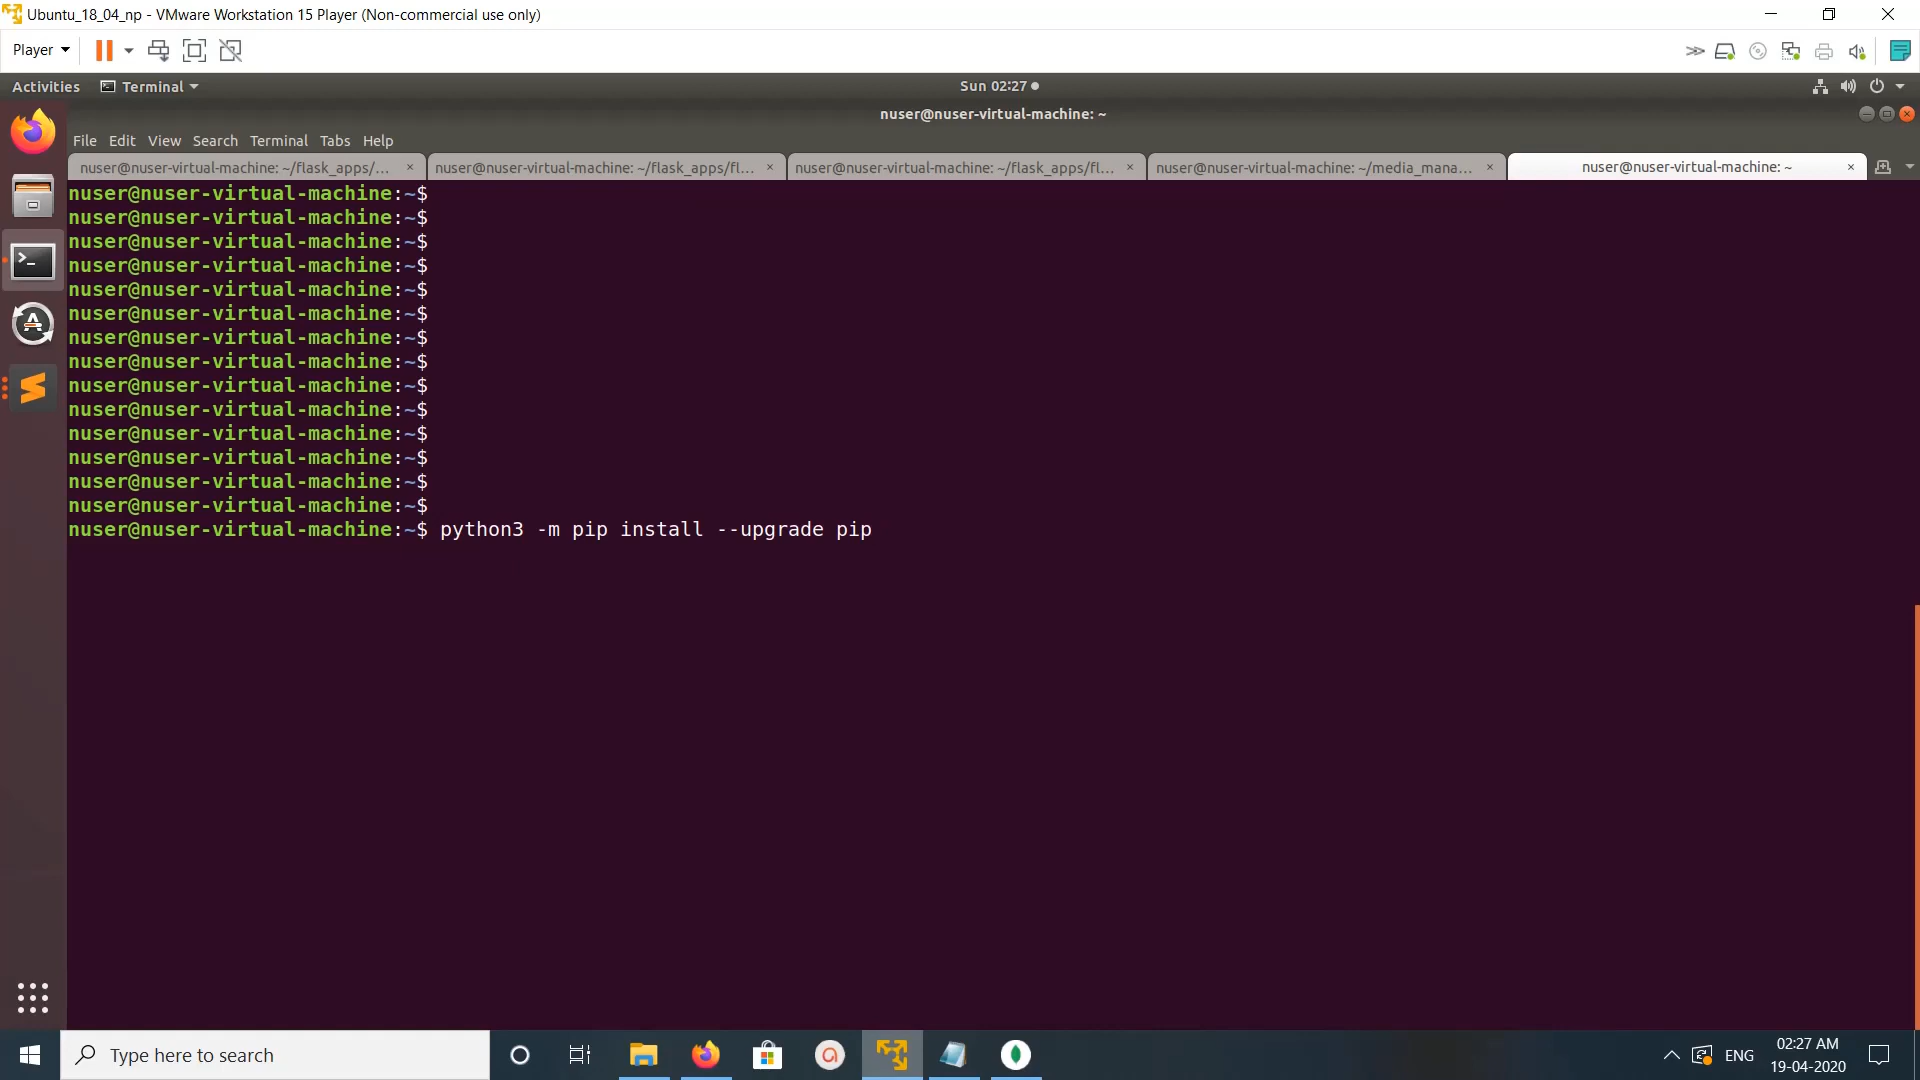 Ubuntu_18_04_np - VMware Workstation 15 Player (Non-commercial use only)
Player
Activities Terminal Sun 02:27
nuser@nuser-virtual-machine: ~
File Edit View Search Terminal Tabs Help
nuser@nuser-virtual-machine: ~/flask_apps/... nuser@nuser-virtual-machine: ~/flask_apps/fl... nuser@nuser-virtual-machine: ~/flask_apps/fl... nuser@nuser-virtual-machine: ~/media_mana... nuser@nuser-virtual-machine: ~
nuser@nuser-virtual-machine:~$
nuser@nuser-virtual-machine:~$
nuser@nuser-virtual-machine:~$
nuser@nuser-virtual-machine:~$
nuser@nuser-virtual-machine:~$
nuser@nuser-virtual-machine:~$
nuser@nuser-virtual-machine:~$
nuser@nuser-virtual-machine:~$
nuser@nuser-virtual-machine:~$
nuser@nuser-virtual-machine:~$
nuser@nuser-virtual-machine:~$
nuser@nuser-virtual-machine:~$
nuser@nuser-virtual-machine:~$
nuser@nuser-virtual-machine:~$
nuser@nuser-virtual-machine:~$ python3 -m pip install --upgrade pip
Type here to search
ENG
02:27 AM
19-04-2020